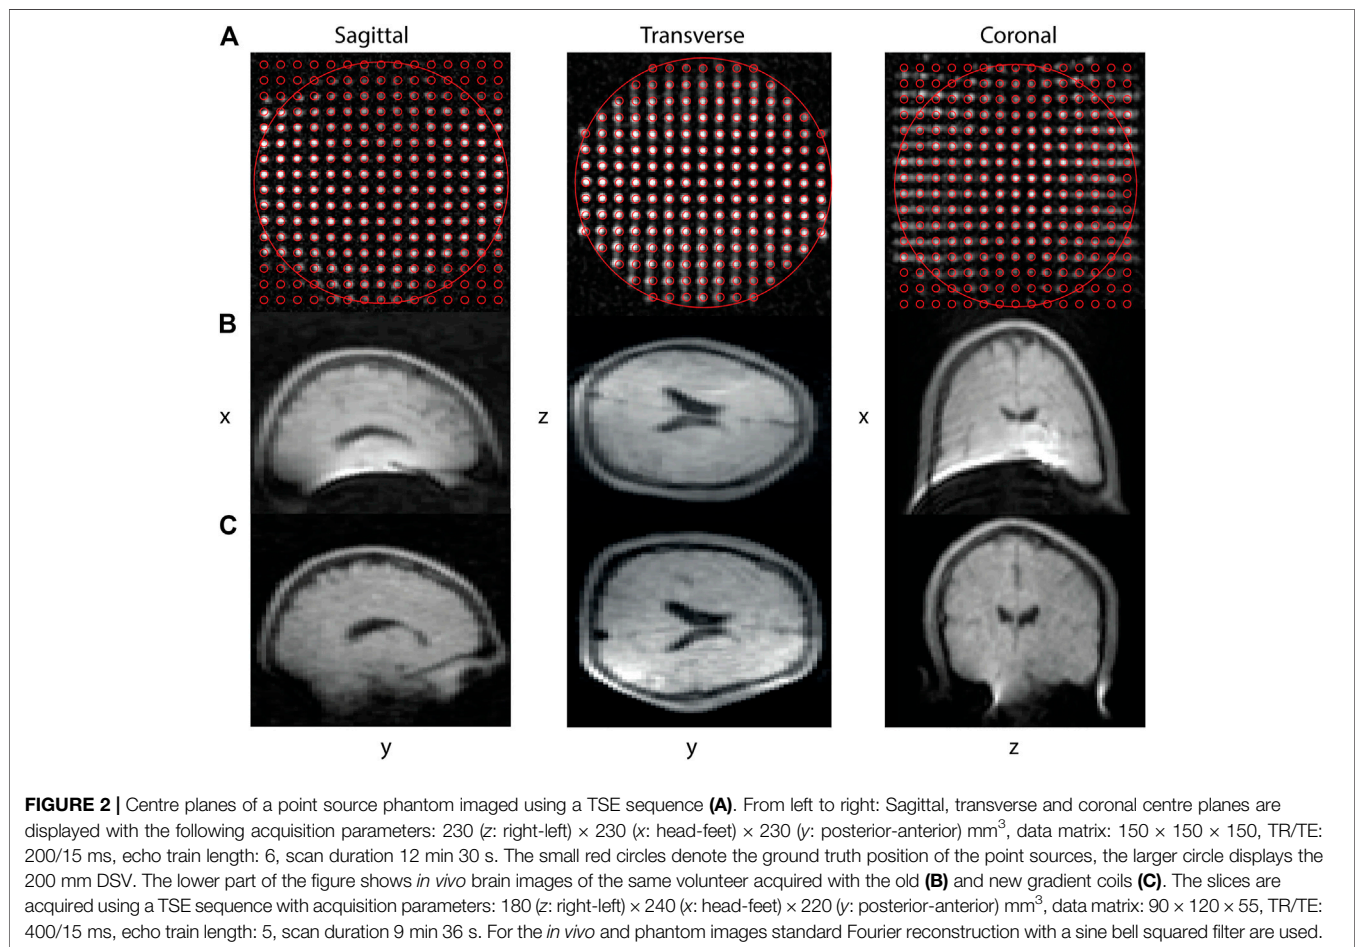 A
Sagittal
Transverse
Coronal
B
x
z
x
C
y
y
z
FIGURE 2 | Centre planes of a point source phantom imaged using a TSE sequence (A). From left to right: Sagittal, transverse and coronal centre planes are
displayed with the following acquisition parameters: 230 (z: right-left) × 230 (x: head-feet) × 230 (y: posterior-anterior) mm³, data matrix: 150 × 150 × 150, TR/TE:
200/15 ms, echo train length: 6, scan duration 12 min 30 s. The small red circles denote the ground truth position of the point sources, the larger circle displays the
200 mm DSV. The lower part of the figure shows in vivo brain images of the same volunteer acquired with the old (B) and new gradient coils (C). The slices are
acquired using a TSE sequence with acquisition parameters: 180 (z: right-left) × 240 (x: head-feet) × 220 (y: posterior-anterior) mm³, data matrix: 90 × 120 × 55, TR/TE:
400/15 ms, echo train length: 5, scan duration 9 min 36 s. For the in vivo and phantom images standard Fourier reconstruction with a sine bell squared filter are used.